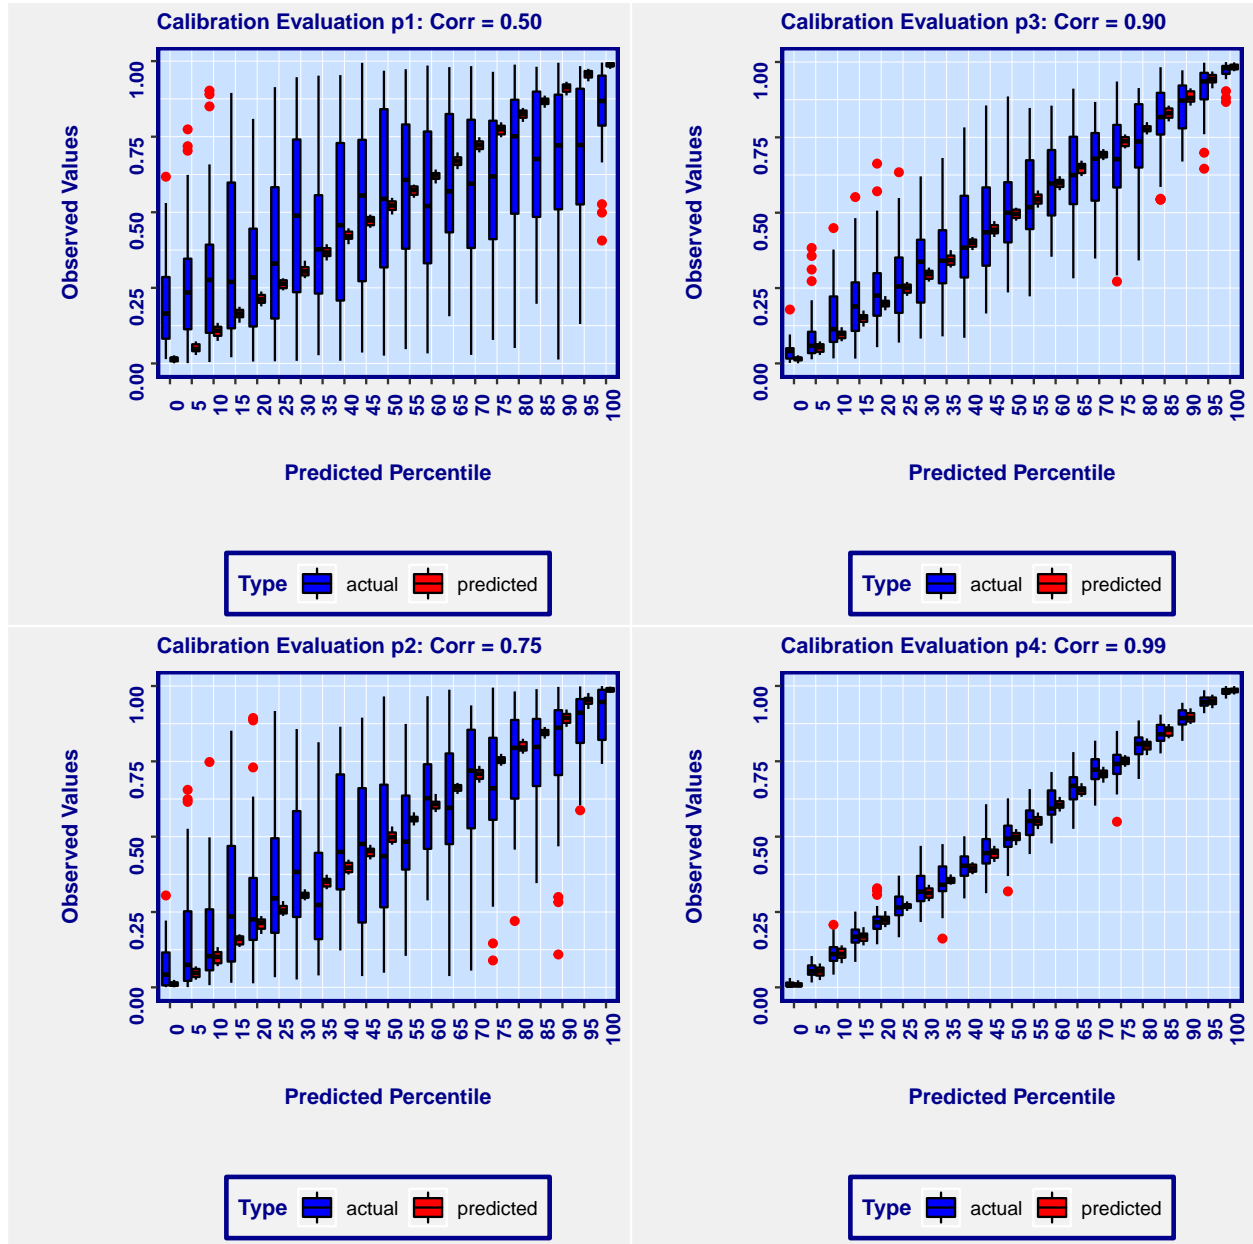 Calibration Evaluation p1: Corr = 0.50
Observed Values
1.00
0.75
0.50
0.25
0.00
0 5 10 15 20 25 30 35 40 45 50 55 60 65 70 75 80 85 90 95 100
Predicted Percentile
Type actual predicted
Calibration Evaluation p3: Corr = 0.90
Observed Values
1.00
0.75
0.50
0.25
0.00
0 5 10 15 20 25 30 35 40 45 50 55 60 65 70 75 80 85 90 95 100
Predicted Percentile
Type actual predicted
Calibration Evaluation p2: Corr = 0.75
Observed Values
1.00
0.75
0.50
0.25
0.00
0 5 10 15 20 25 30 35 40 45 50 55 60 65 70 75 80 85 90 95 100
Predicted Percentile
Type actual predicted
Calibration Evaluation p4: Corr = 0.99
Observed Values
1.00
0.75
0.50
0.25
0.00
0 5 10 15 20 25 30 35 40 45 50 55 60 65 70 75 80 85 90 95 100
Predicted Percentile
Type actual predicted